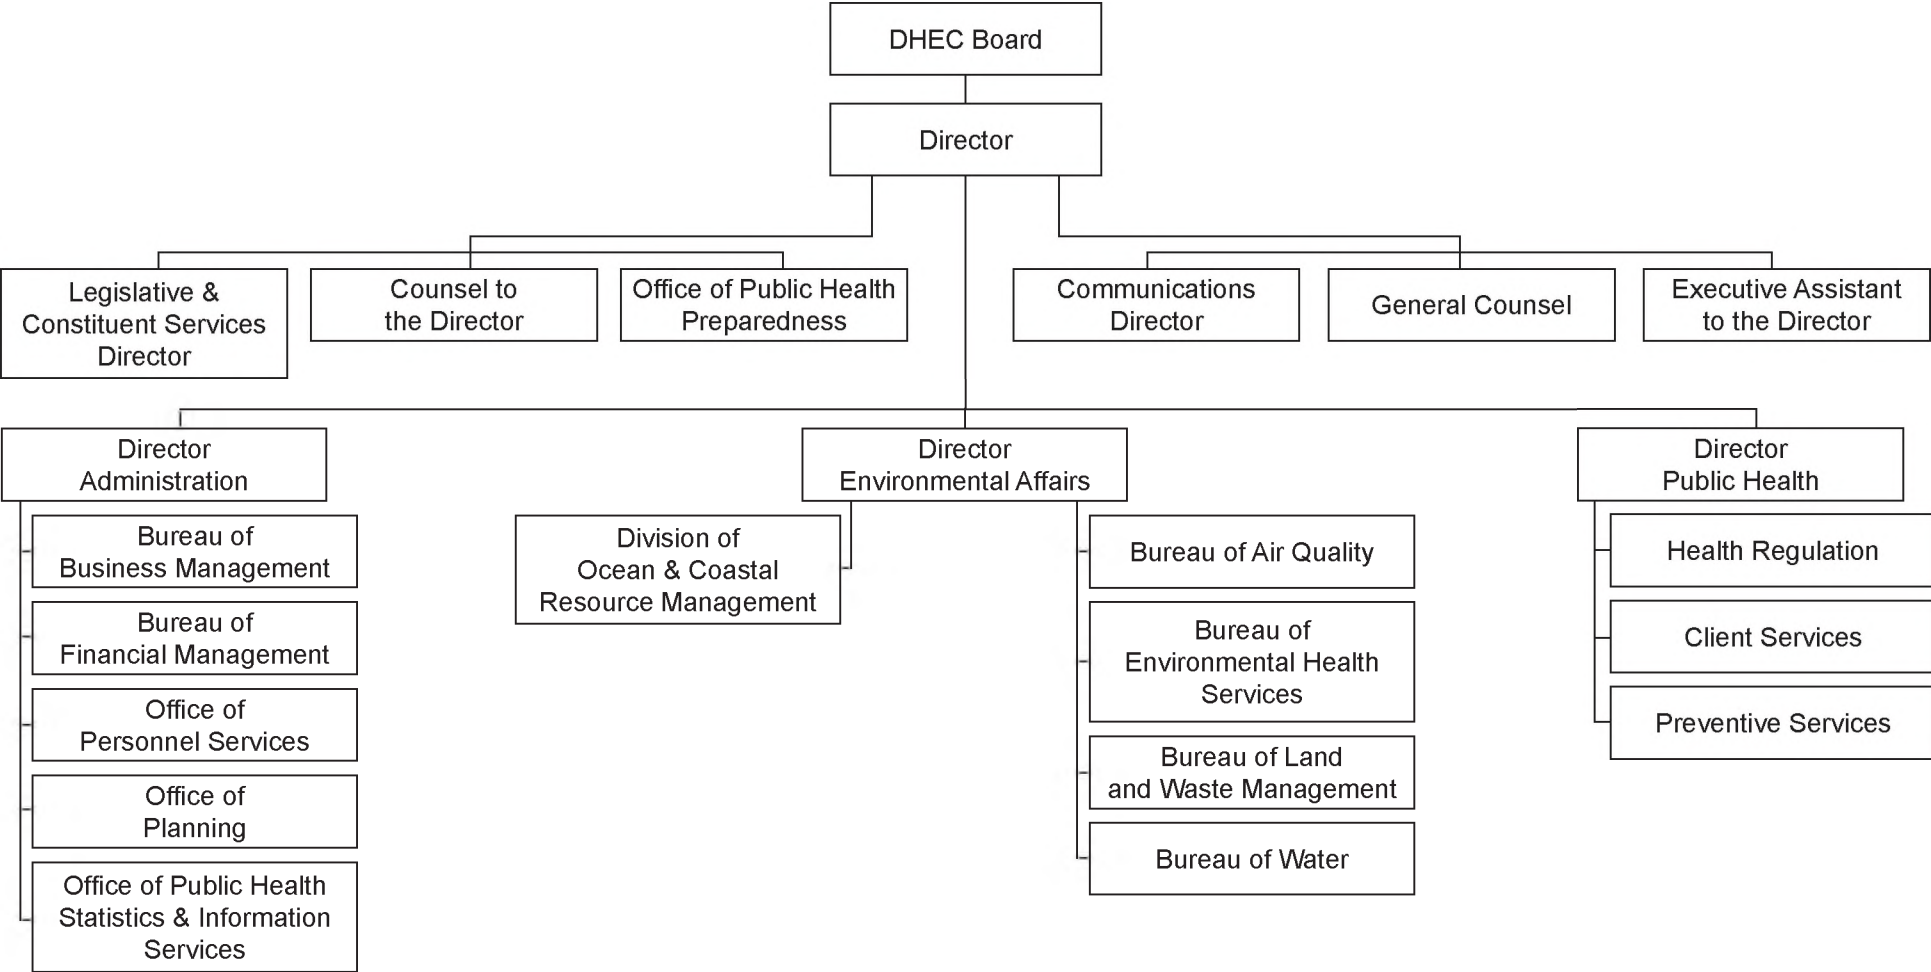 DHEC Board
Director
Legislative &
Constituent Services
Director
Counsel to
the Director
Office of Public Health
Preparedness
Communications
Director
General Counsel
Executive Assistant
to the Director
Director
Administration
Bureau of
Business Management
Bureau of
Financial Management
Office of
Personnel Services
Office of
Planning
Office of Public Health
Statistics & Information
Services
Director
Environmental Affairs
Division of
Ocean & Coastal
Resource Management
Bureau of Air Quality
Bureau of
Environmental Health
Services
Bureau of Land
and Waste Management
Bureau of Water
Director
Public Health
Health Regulation
Client Services
Preventive Services